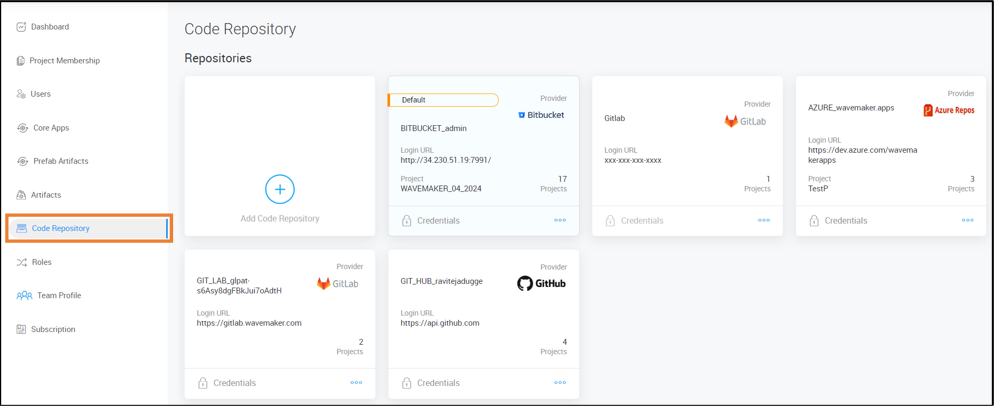 Dashboard
Project Membership
Users
Core Apps
Prefab Artifacts
Artifacts
Code Repository
Roles
Team Profile
Subscription
Code Repository
Repositories
Add Code Repository
Default
Provider
Bitbucket
BITBUCKET_admin
Login URL
http://34.230.51.19:7991/
Project
17
WAVEMAKER_04_2024
Projects
Credentials
Provider
Gitlab
GitLab
Login URL
xxx-xxx-xxx-xxxx
1
Projects
Credentials
Provider
AZURE_wavemaker.apps
Azure Repos
Login URL
https://dev.azure.com/wavema
kerapps
Project
3
TestP
Projects
Credentials
Provider
GIT_LAB_glpat-
s6Asy8dgFBkJui7oAdtH
GitLab
Login URL
https://gitlab.wavemaker.com
2
Projects
Credentials
Provider
GIT_HUB_ravitejadugge
GitHub
Login URL
https://api.github.com
4
Projects
Credentials